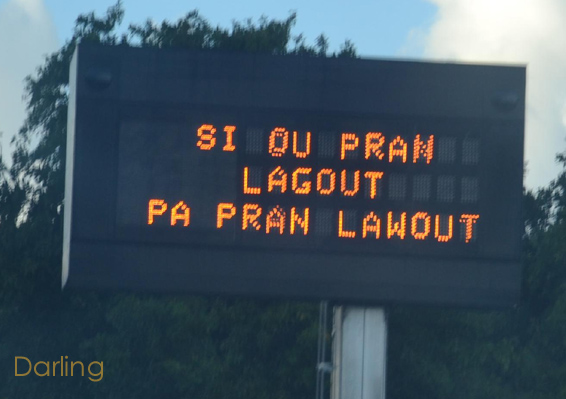 SI OU PRAN
LAGOUT
PA PRAN LAWOUT
Darling